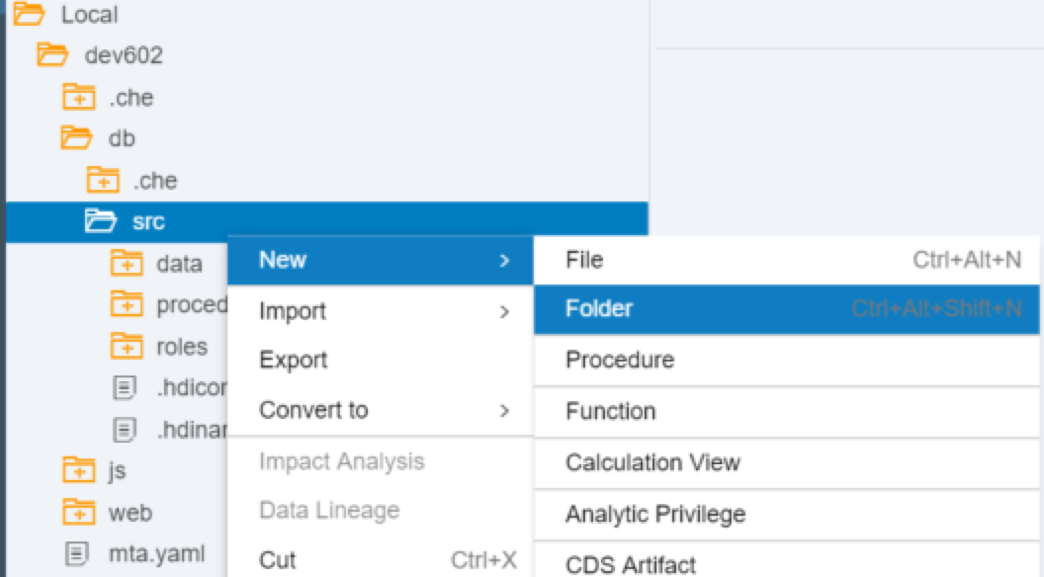 Local
dev602
.che
db
.che
src
data
proced
roles
.hdicon
.hdinar
js
web
mta.yaml
New
Import
Export
Convert to
Impact Analysis
Data Lineage
Cut Ctrl+X
File Ctrl+Alt+N
Folder Ctrl+Alt+Shift+N
Procedure
Function
Calculation View
Analytic Privilege
CDS Artifact